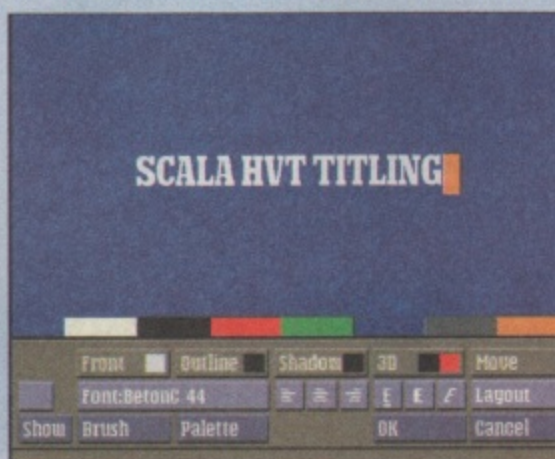 SCALA HVT TITLING
Front Outline Shadow 3D Move
Font:BetonC 44 E E F Layout
Show Brush Palette OK Cancel